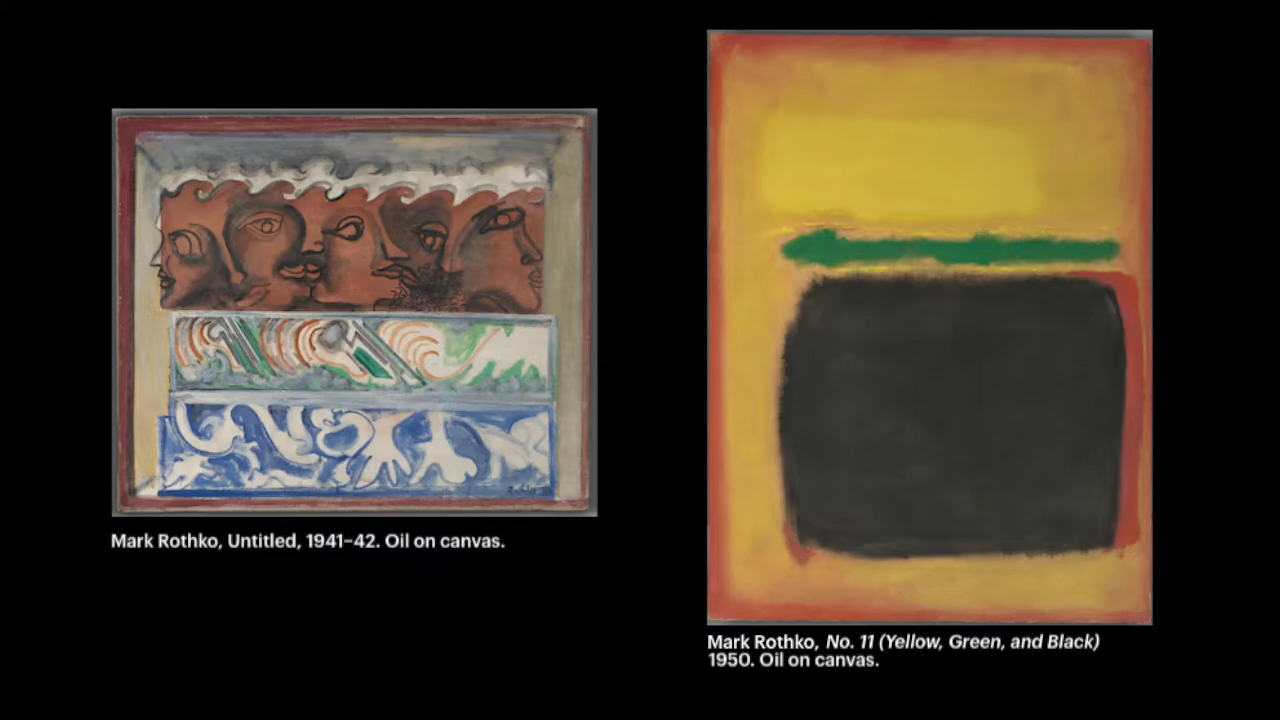 Mark Rothko, Untitled, 1941–42. Oil on canvas.
Mark Rothko, No. 11 (Yellow, Green, and Black)
1950. Oil on canvas.